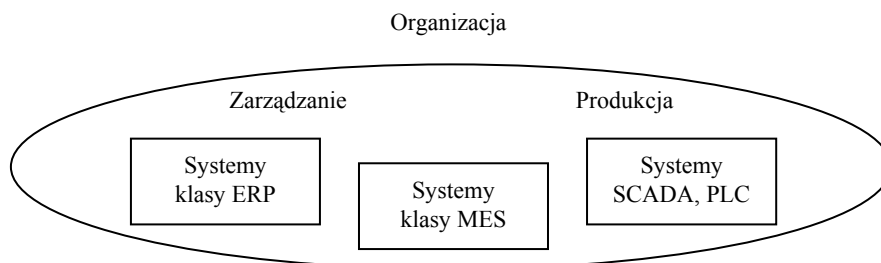 Organizacja
Zarządzanie
Produkcja
Systemy
klasy ERP
Systemy
klasy MES
Systemy
SCADA, PLC